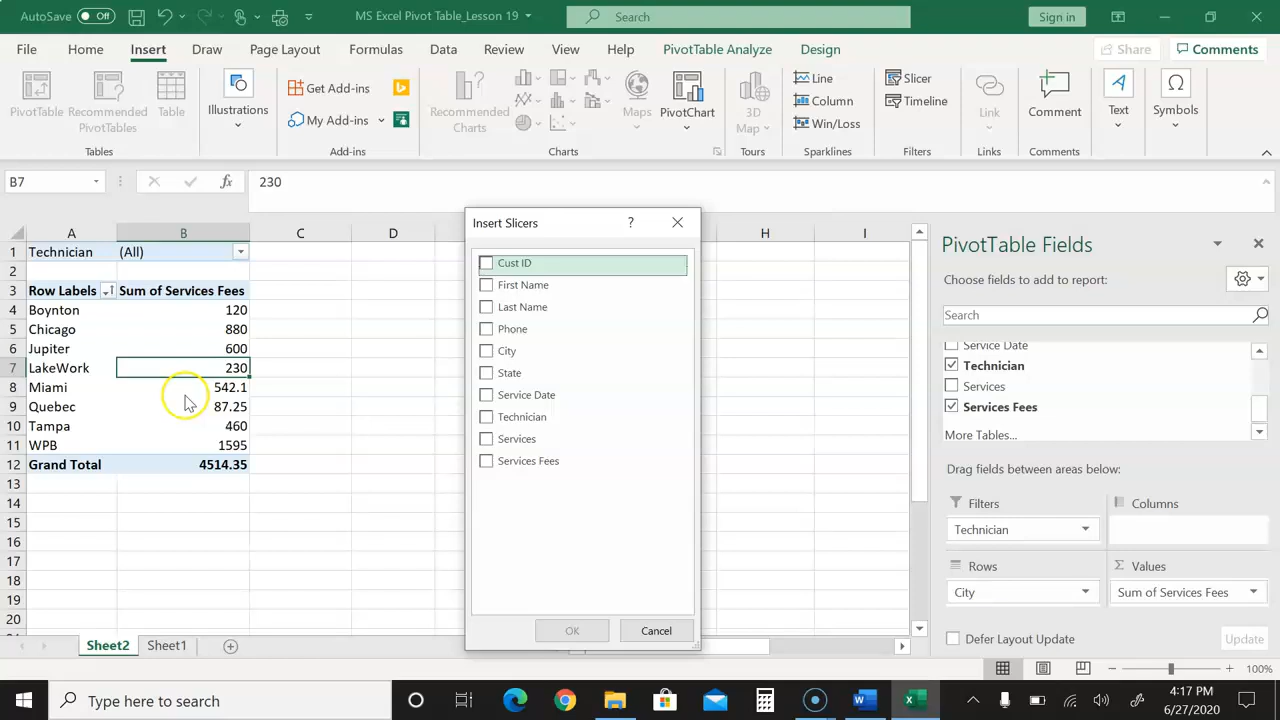 AutoSave Off MS Excel Pivot Table_Lesson 19 Search Sign in
File Home Insert Draw Page Layout Formulas Data Review View Help PivotTable Analyze Design Share Comments
PivotTable
Recommended PivotTables
Table
Illustrations
Get Add-ins
My Add-ins
Recommended Charts
Maps
PivotChart
3D Map
Line
Column
Win/Loss
Slicer
Timeline
Link
Comment
Text
Symbols
Tables Add-ins Charts Tours Sparklines Filters Links Comments
B7 fx 230
A B C D H I
1 Technician (All)
2
3 Row Labels Sum of Services Fees
4 Boynton 120
5 Chicago 880
6 Jupiter 600
7 LakeWork 230
8 Miami 542.1
9 Quebec 87.25
10 Tampa 460
11 WPB 1595
12 Grand Total 4514.35
13
14
15
16
17
18
19
20
Sheet2 Sheet1
Insert Slicers ?
Cust ID
First Name
Last Name
Phone
City
State
Service Date
Technician
Services
Services Fees
OK Cancel
PivotTable Fields
Choose fields to add to report:
Search
Service Date
Technician
Services
Services Fees
More Tables...
Drag fields between areas below:
Filters Columns
Technician
Rows Σ Values
City Sum of Services Fees
Defer Layout Update Update
100%
Type here to search
4:17 PM
6/27/2020